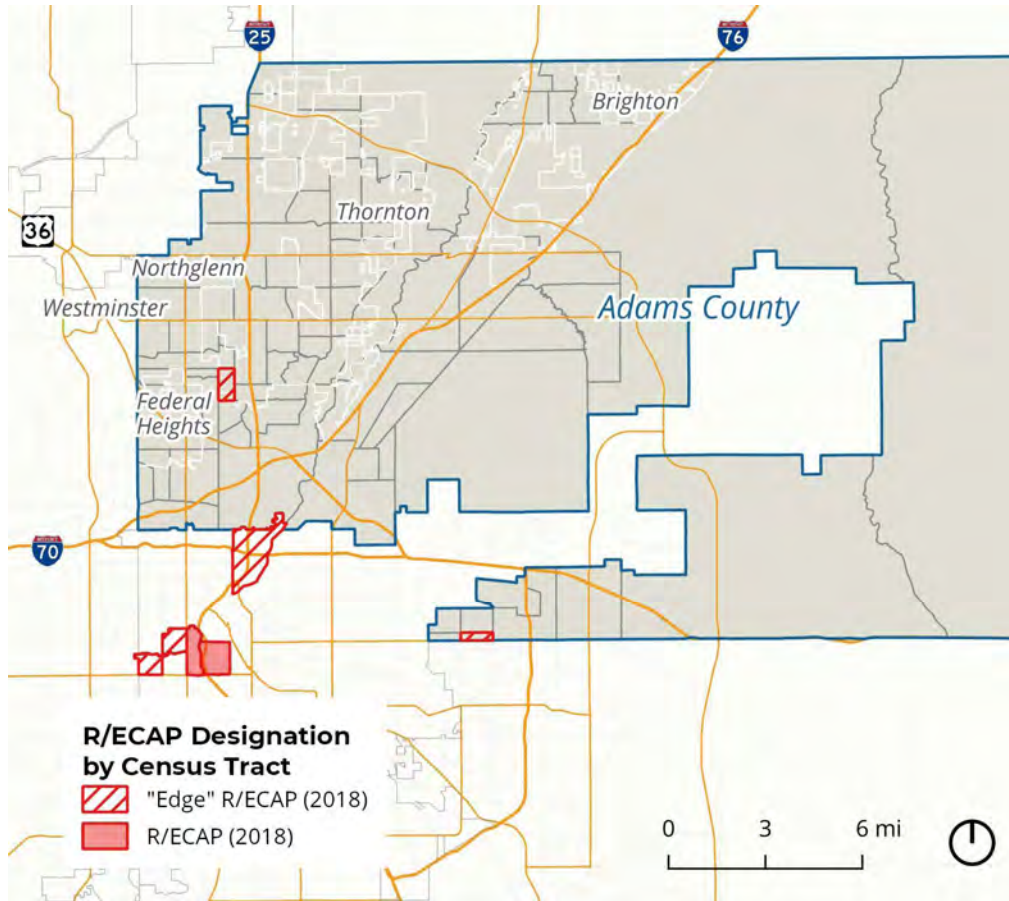 25
76
Brighton
Thornton
36
Northglenn
Westminster
Adams County
Federal
Heights
70
R/ECAP Designation
by Census Tract
"Edge" R/ECAP (2018)
R/ECAP (2018)
0 3 6 mi